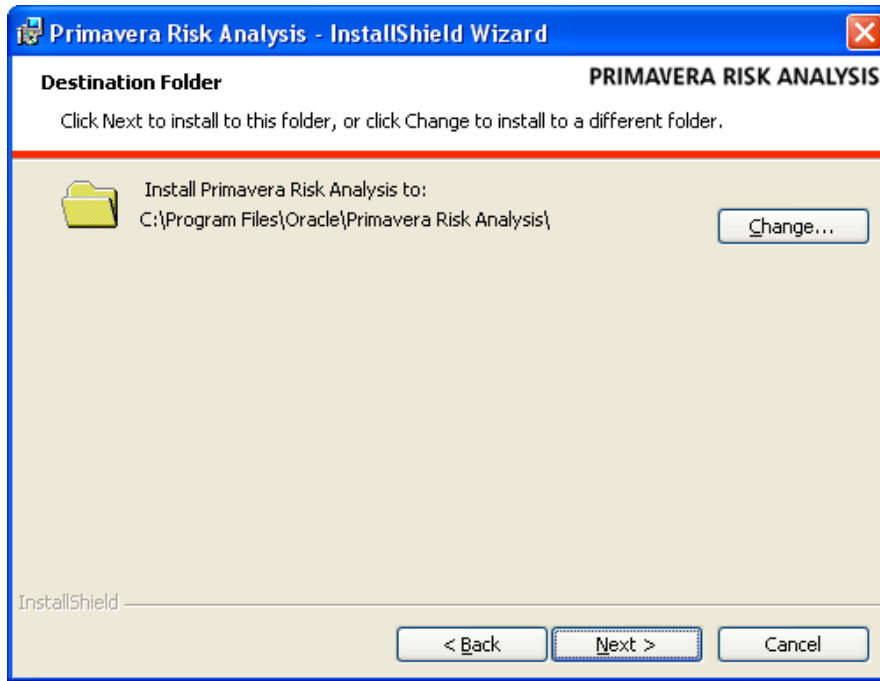 Primavera Risk Analysis - InstallShield Wizard
Destination Folder
PRIMAVERA RISK ANALYSIS
Click Next to install to this folder, or click Change to install to a different folder.
Install Primavera Risk Analysis to:
C:\Program Files\Oracle\Primavera Risk Analysis\
Change...
InstallShield
< Back
Next >
Cancel